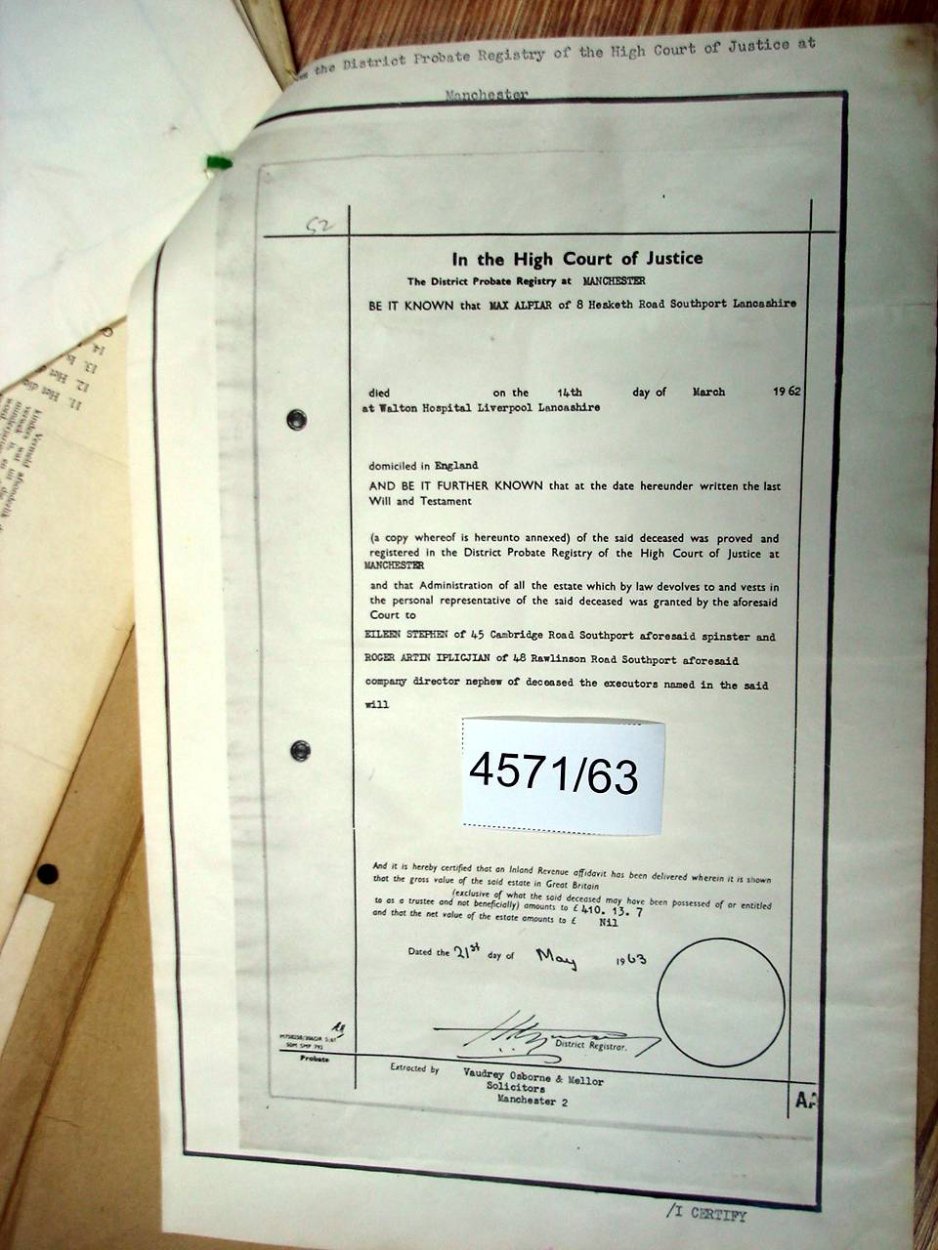 the District Probate Registry of the High Court of Justice at
Manchester
52
In the High Court of Justice
The District Probate Registry at MANCHESTER
BE IT KNOWN that MAX ALPIAR of 8 Hesketh Road Southport Lancashire
died on the 14th day of March 1962
at Walton Hospital Liverpool Lancashire
domiciled in England
AND BE IT FURTHER KNOWN that at the date hereunder written the last
Will and Testament
(a copy whereof is hereunto annexed) of the said deceased was proved and
registered in the District Probate Registry of the High Court of Justice at
MANCHESTER
and that Administration of all the estate which by law devolves to and vests in
the personal representative of the said deceased was granted by the aforesaid
Court to
EILEEN STEPHEN of 45 Cambridge Road Southport aforesaid spinster and
ROGER ARTIN IPLICJIAN of 48 Rawlinson Road Southport aforesaid
company director nephew of deceased the executors named in the said
will
4571/63
And it is hereby certified that an Inland Revenue affidavit has been delivered wherein it is shown
that the gross value of the said estate in Great Britain
(exclusive of what the said deceased may have been possessed of or entitled
to as a trustee and not beneficially) amounts to £ 410. 13. 7
and that the net value of the estate amounts to £ Nil
Dated the 21st day of May 1963
District Registrar.
Probate
Extracted by Vaudrey Osborne & Mellor
Solicitors
Manchester 2
/I CERTIFY
14.
13.
12. Het
11. Het